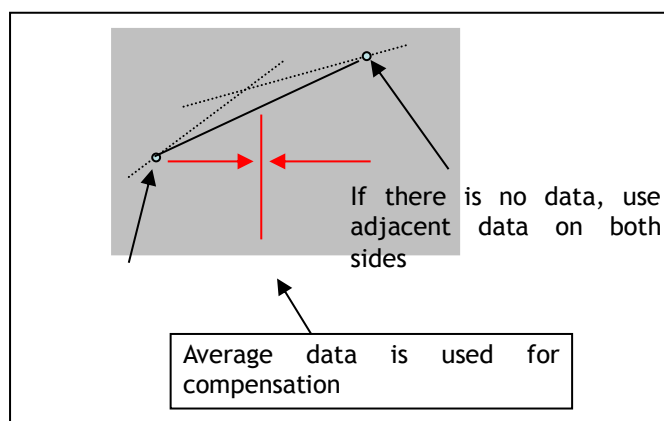 If there is no data, use
adjacent data on both
sides
Average data is used for
compensation